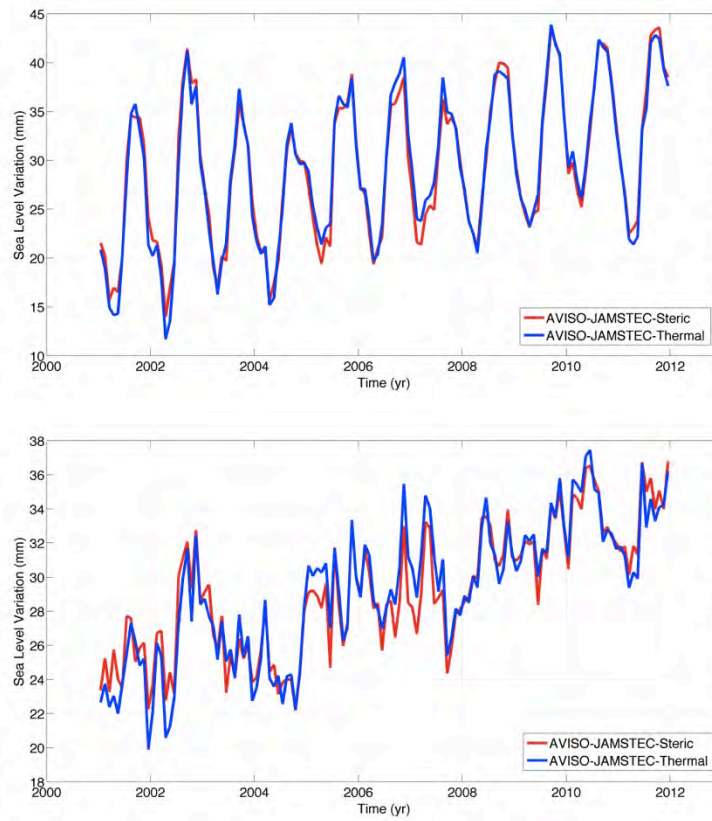 45
40
35
30
25
20
15
10
Sea Level Variation (mm)
AVISO-JAMSTEC-Steric
AVISO-JAMSTEC-Thermal
2000 2002 2004 2006 2008 2010 2012
Time (yr)
38
36
34
32
30
28
26
24
22
20
18
Sea Level Variation (mm)
AVISO-JAMSTEC-Steric
AVISO-JAMSTEC-Thermal
2000 2002 2004 2006 2008 2010 2012
Time (yr)